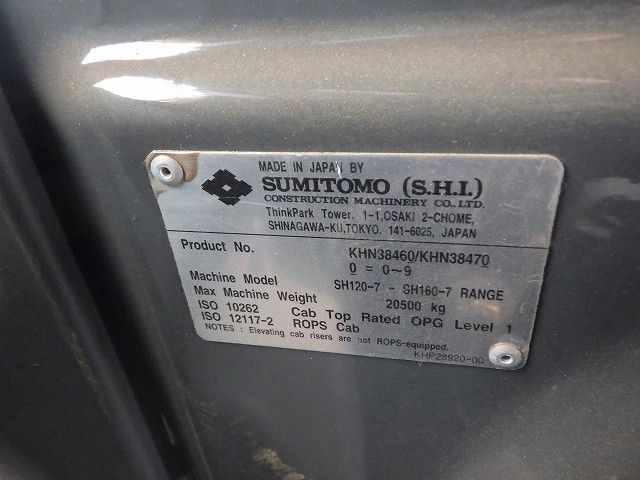 MADE IN JAPAN BY
SUMITOMO (S.H.I.)
CONSTRUCTION MACHINERY CO., LTD.
ThinkPark Tower. 1-1,OSAKI 2-CHOME,
SHINAGAWA-KU,TOKYO. 141-6025, JAPAN
Product No. KHN38460/KHN38470
0 = 0~9
Machine Model SH120-7 - SH160-7 RANGE
Max Machine Weight 20500 kg
ISO 10262 Cab Top Rated OPG Level 1
ISO 12117-2 ROPS Cab
NOTES : Elevating cab risers are not ROPS-equipped.
KHP28920-00